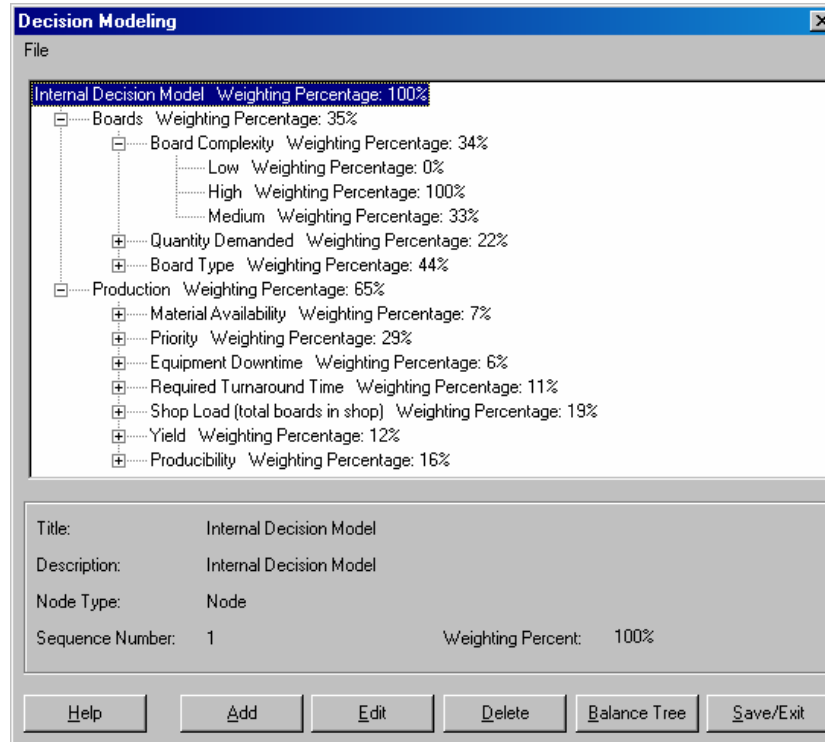 Decision Modeling
File
Internal Decision Model Weighting Percentage: 100%
Boards Weighting Percentage: 35%
Board Complexity Weighting Percentage: 34%
Low Weighting Percentage: 0%
High Weighting Percentage: 100%
Medium Weighting Percentage: 33%
Quantity Demanded Weighting Percentage: 22%
Board Type Weighting Percentage: 44%
Production Weighting Percentage: 65%
Material Availability Weighting Percentage: 7%
Priority Weighting Percentage: 29%
Equipment Downtime Weighting Percentage: 6%
Required Turnaround Time Weighting Percentage: 11%
Shop Load (total boards in shop) Weighting Percentage: 19%
Yield Weighting Percentage: 12%
Producibility Weighting Percentage: 16%
Title: Internal Decision Model
Description: Internal Decision Model
Node Type: Node
Sequence Number: 1 Weighting Percent: 100%
Help Add Edit Delete Balance Tree Save/Exit